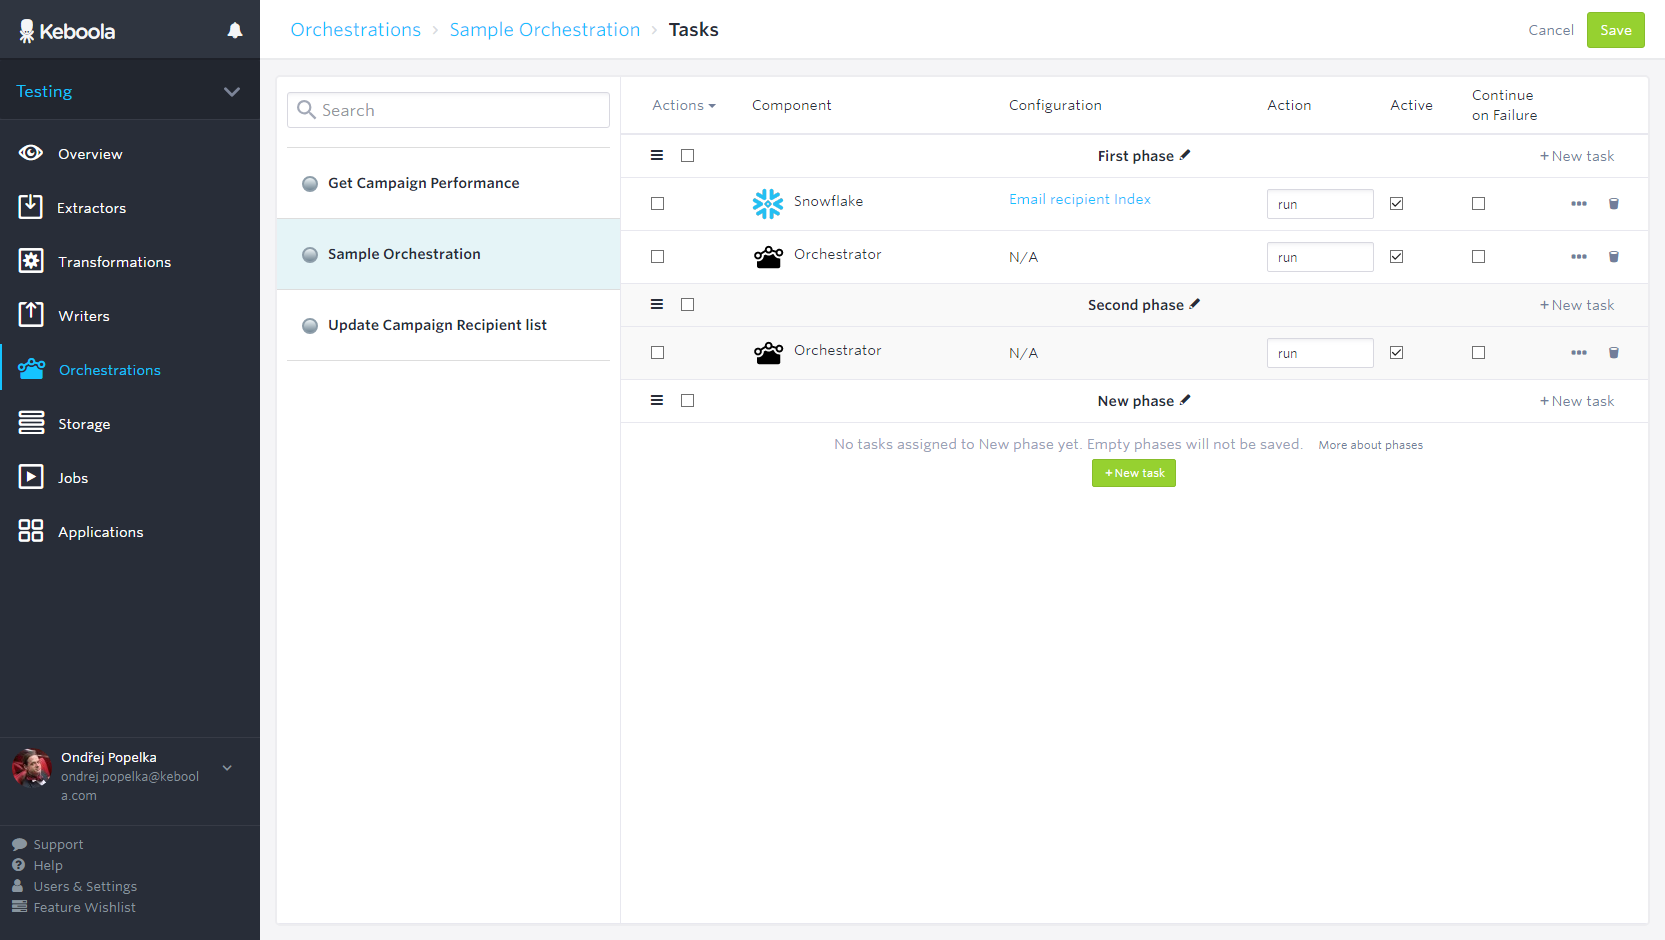 Keboola
Testing
Overview
Extractors
Transformations
Writers
Orchestrations
Storage
Jobs
Applications
Ondřej Popelka
ondrej.popelka@kebool
a.com
Support
Help
Users & Settings
Feature Wishlist
Orchestrations › Sample Orchestration › Tasks
Cancel
Save
Search
Get Campaign Performance
Sample Orchestration
Update Campaign Recipient list
Actions Component Configuration Action Active Continue
on Failure
First phase + New task
Snowflake Email recipient Index run
Orchestrator N/A run
Second phase + New task
Orchestrator N/A run
New phase + New task
No tasks assigned to New phase yet. Empty phases will not be saved. More about phases
+ New task